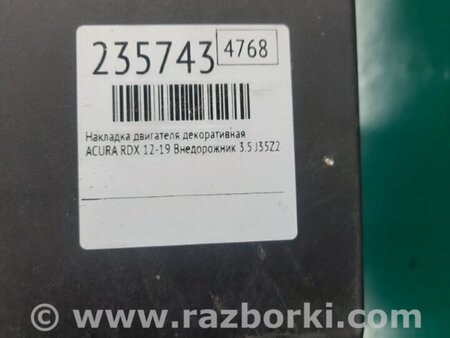 235743 4768
Накладка двигателя декоративная
ACURA RDX 12-19 Внедорожник 3.5 J35Z2
© www.razborki.com